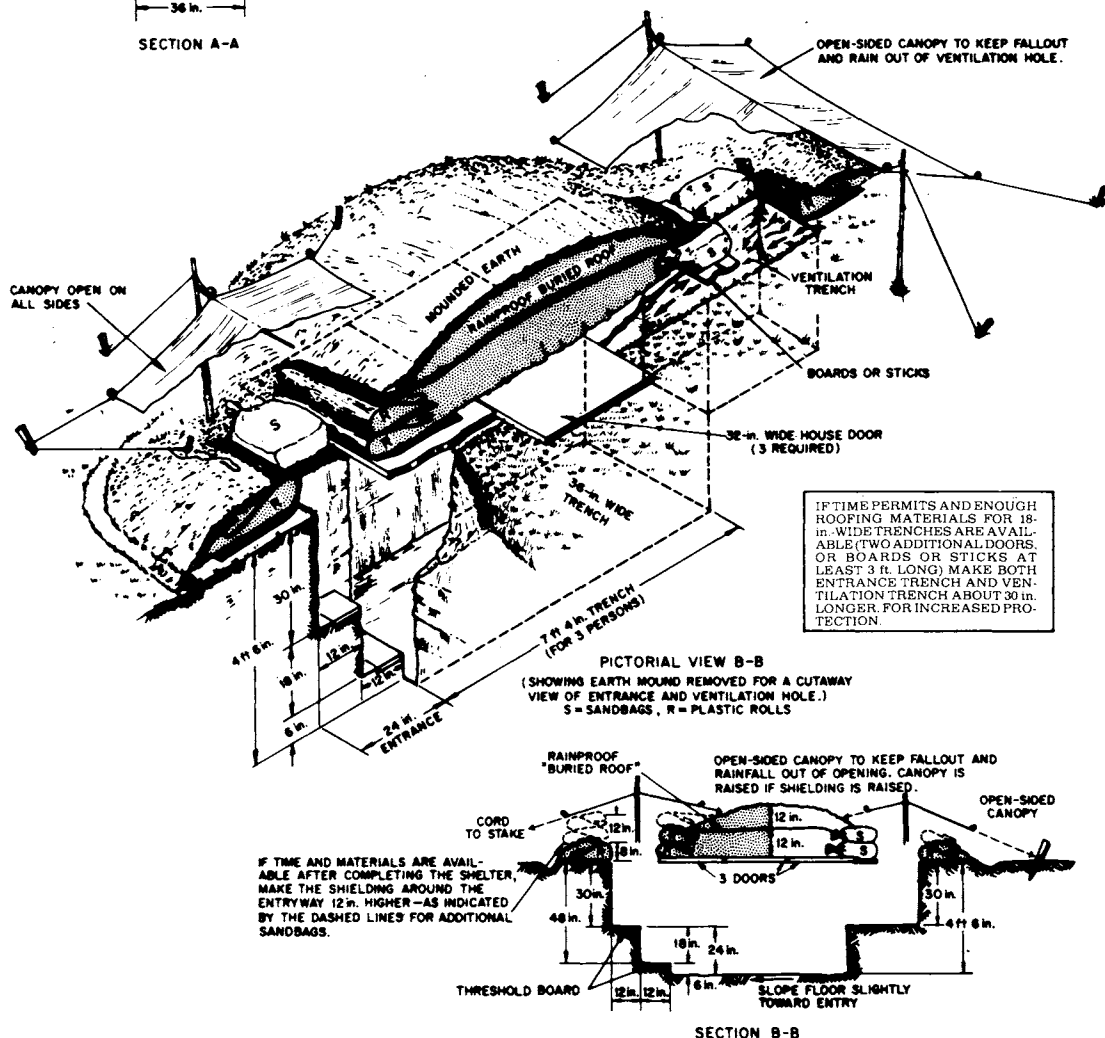 36 in.
SECTION A-A
OPEN-SIDED CANOPY TO KEEP FALLOUT
AND RAIN OUT OF VENTILATION HOLE.
CANOPY OPEN ON
ALL SIDES
MOUNDED EARTH
RAINPROOF BURIED ROOF
S
S
S
R
R
R
VENTILATION
TRENCH
BOARDS OR STICKS
32-in. WIDE HOUSE DOOR
(3 REQUIRED)
36-in. WIDE
TRENCH
IF TIME PERMITS AND ENOUGH
ROOFING MATERIALS FOR 18-
in.-WIDE TRENCHES ARE AVAIL-
ABLE (TWO ADDITIONAL DOORS,
OR BOARDS OR STICKS AT
LEAST 3 ft. LONG) MAKE BOTH
ENTRANCE TRENCH AND VEN-
TILATION TRENCH ABOUT 30 in.
LONGER, FOR INCREASED PRO-
TECTION.
30 in.
4 ft 6 in.
18 in.
12 in.
12 in.
6 in.
24 in.
ENTRANCE
7 ft 4 in. TRENCH
(FOR 3 PERSONS)
PICTORIAL VIEW B-B
(SHOWING EARTH MOUND REMOVED FOR A CUTAWAY
VIEW OF ENTRANCE AND VENTILATION HOLE.)
S = SANDBAGS, R = PLASTIC ROLLS
RAINPROOF
"BURIED ROOF"
OPEN-SIDED CANOPY TO KEEP FALLOUT AND
RAINFALL OUT OF OPENING. CANOPY IS
RAISED IF SHIELDING IS RAISED.
OPEN-SIDED
CANOPY
CORD
TO STAKE
12 in.
8 in.
12 in.
12 in.
S
S
3 DOORS
IF TIME AND MATERIALS ARE AVAIL-
ABLE AFTER COMPLETING THE SHELTER,
MAKE THE SHIELDING AROUND THE
ENTRYWAY 12 in. HIGHER—AS INDICATED
BY THE DASHED LINES FOR ADDITIONAL
SANDBAGS.
30 in.
48 in.
18 in.
24 in.
30 in.
4 ft 6 in.
THRESHOLD BOARD
12 in.
12 in.
6 in.
SLOPE FLOOR SLIGHTLY
TOWARD ENTRY
SECTION B-B